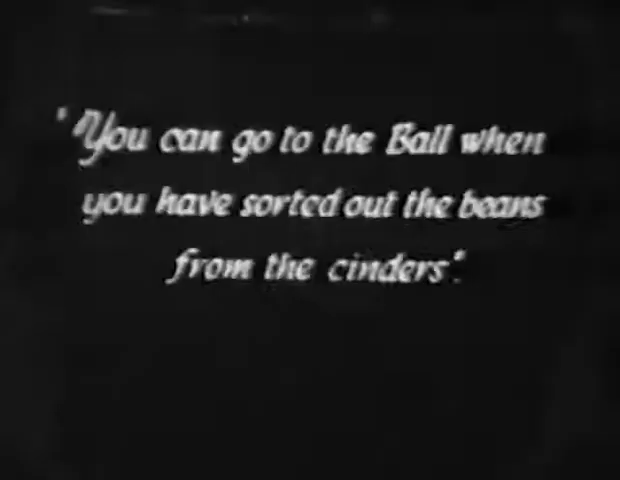 "You can go to the Ball when
you have sorted out the beans
from the cinders".